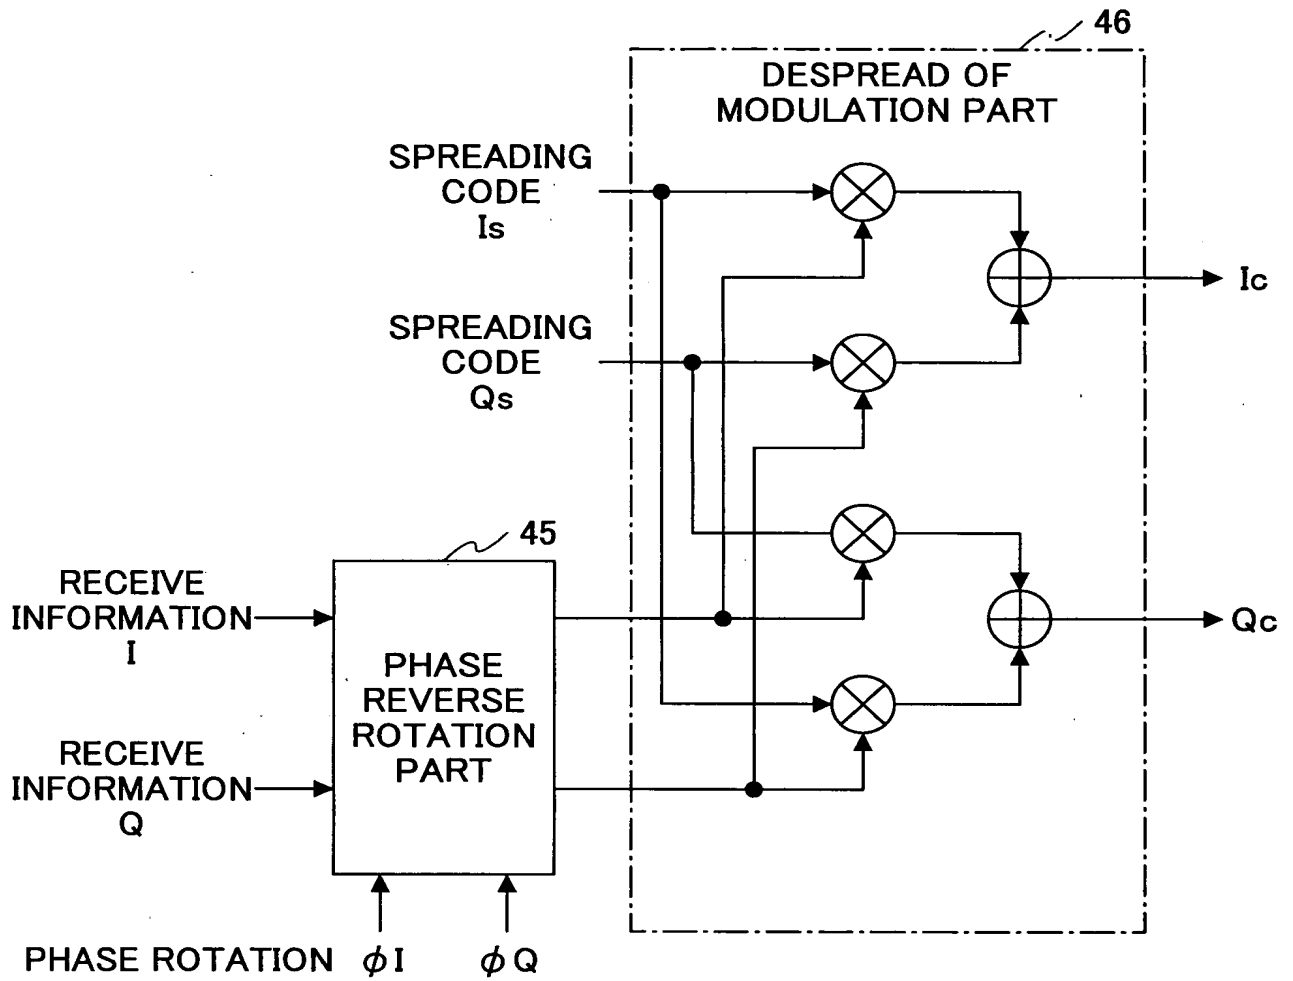 46
DESPREAD OF
MODULATION PART
SPREADING
CODE
Is
Ic
SPREADING
CODE
Qs
45
RECEIVE
INFORMATION
I
PHASE
REVERSE
ROTATION
PART
Qc
RECEIVE
INFORMATION
Q
PHASE ROTATION ϕI ϕQ